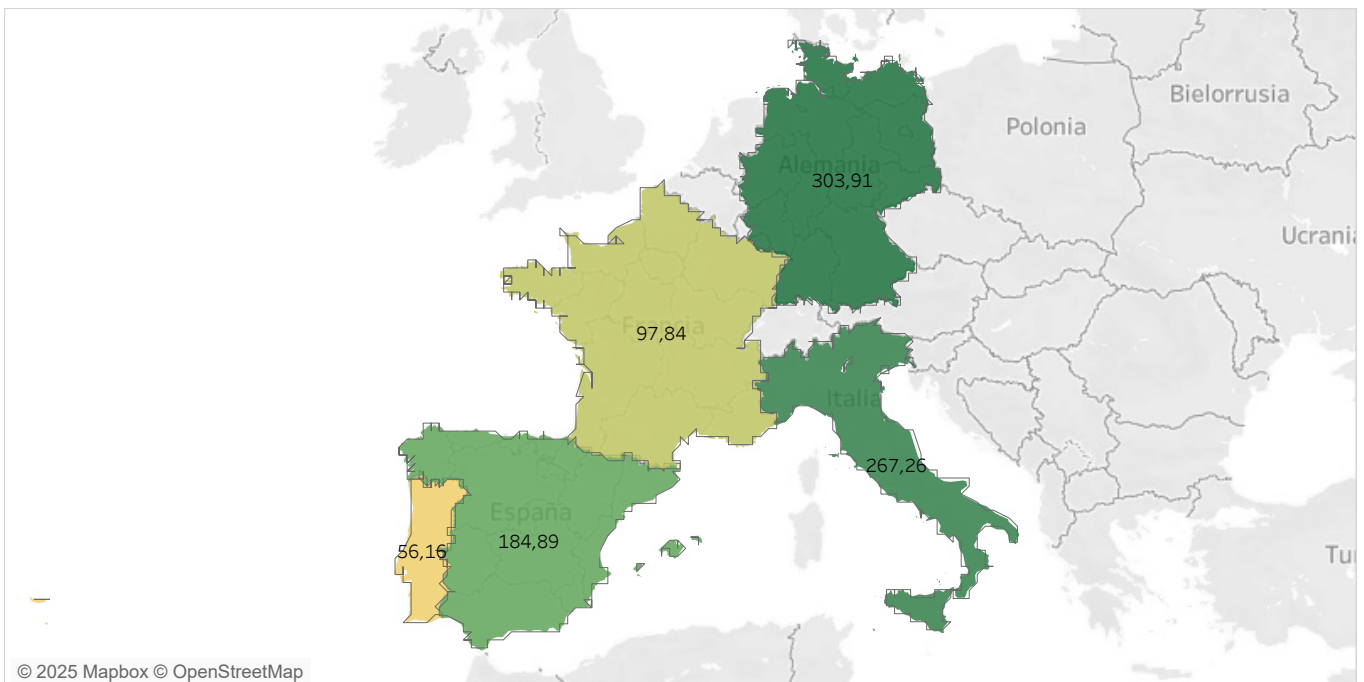 Bielorrusia
Polonia
Alemania
303,91
Ucrania
Francia
97,84
Italia
267,26
España
184,89
56,16
Tu
© 2025 Mapbox © OpenStreetMap